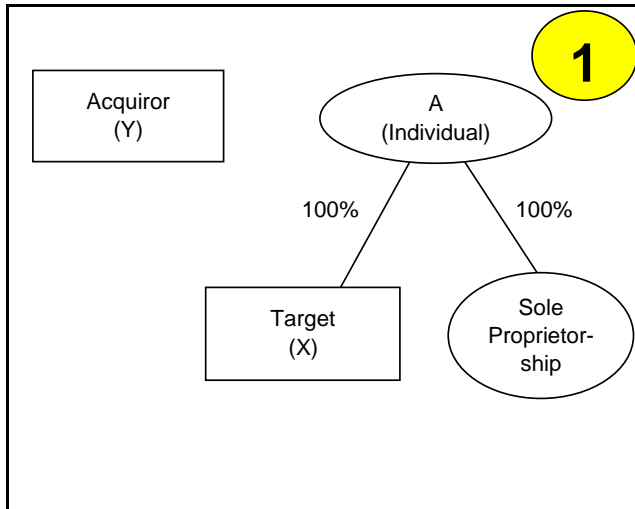 1
Acquiror
(Y)
A
(Individual)
100%
100%
Target
(X)
Sole
Proprietor-
ship